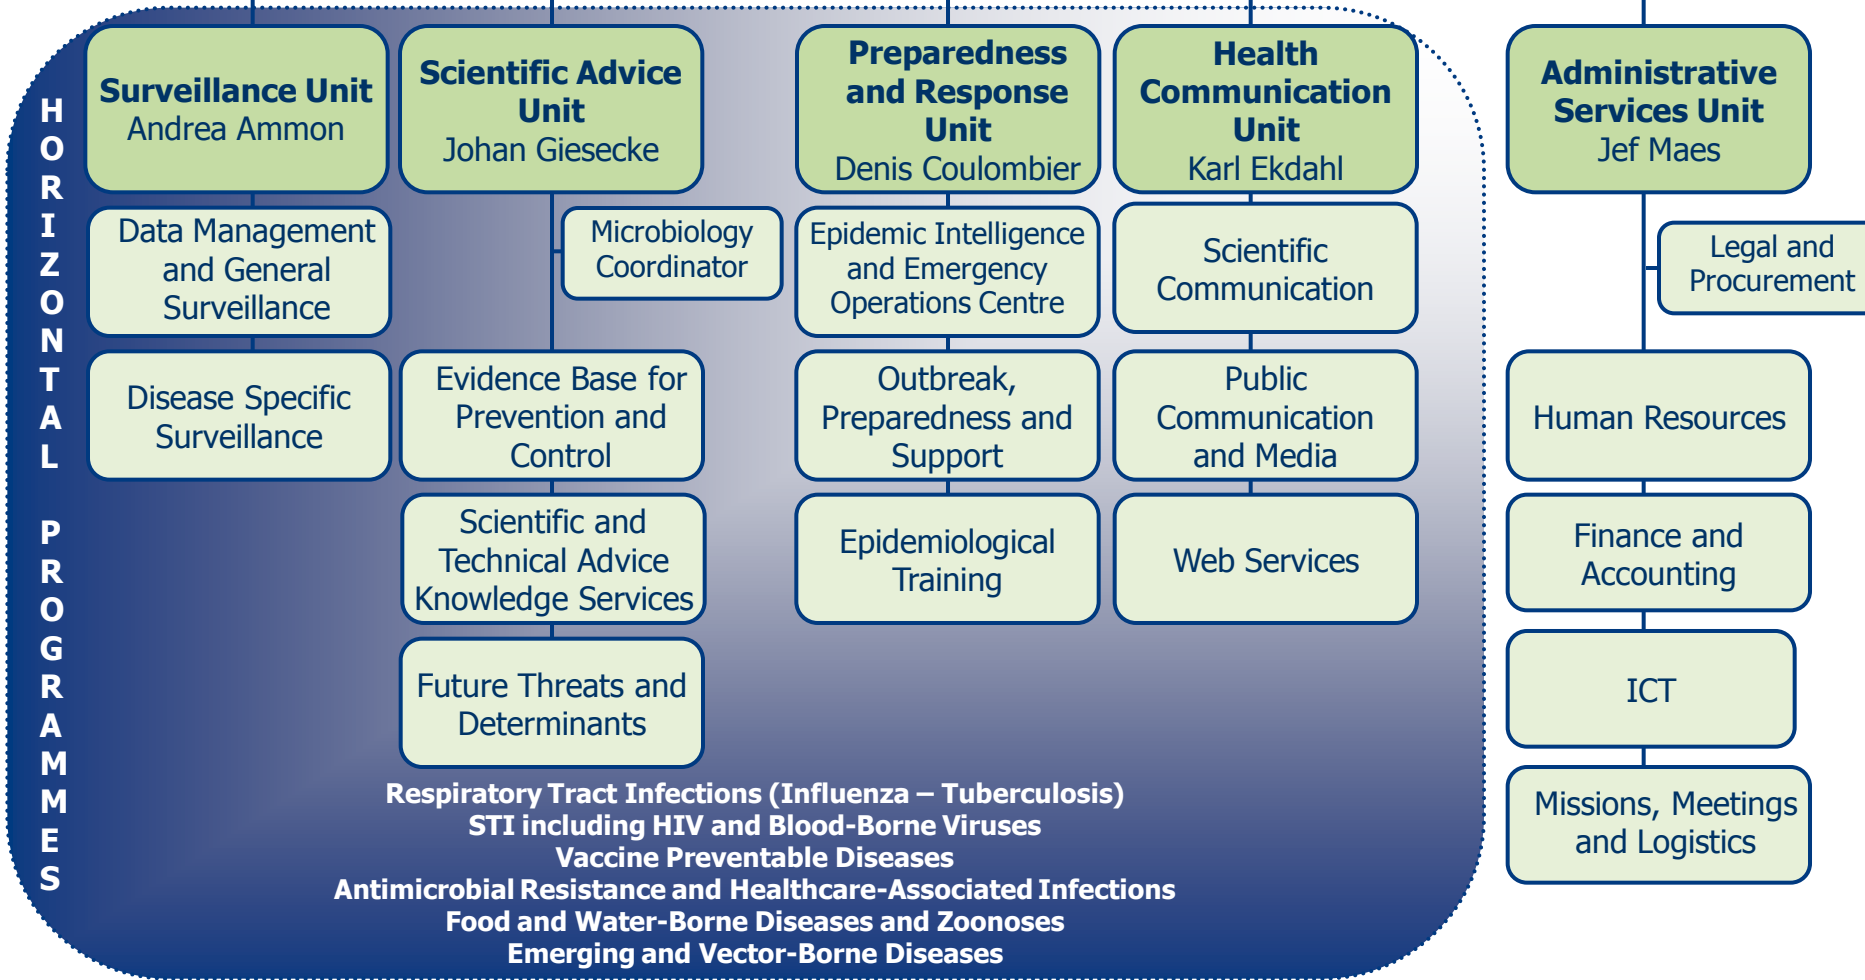 HORIZONTAL PROGRAMMES
Surveillance Unit
Andrea Ammon
Data Management
and General
Surveillance
Disease Specific
Surveillance
Scientific Advice
Unit
Johan Giesecke
Microbiology
Coordinator
Evidence Base for
Prevention and
Control
Scientific and
Technical Advice
Knowledge Services
Future Threats and
Determinants
Preparedness
and Response
Unit
Denis Coulombier
Epidemic Intelligence
and Emergency
Operations Centre
Outbreak,
Preparedness and
Support
Epidemiological
Training
Health
Communication
Unit
Karl Ekdahl
Scientific
Communication
Public
Communication
and Media
Web Services
Administrative
Services Unit
Jef Maes
Legal and
Procurement
Human Resources
Finance and
Accounting
ICT
Missions, Meetings
and Logistics
Respiratory Tract Infections (Influenza – Tuberculosis)
STI including HIV and Blood-Borne Viruses
Vaccine Preventable Diseases
Antimicrobial Resistance and Healthcare-Associated Infections
Food and Water-Borne Diseases and Zoonoses
Emerging and Vector-Borne Diseases